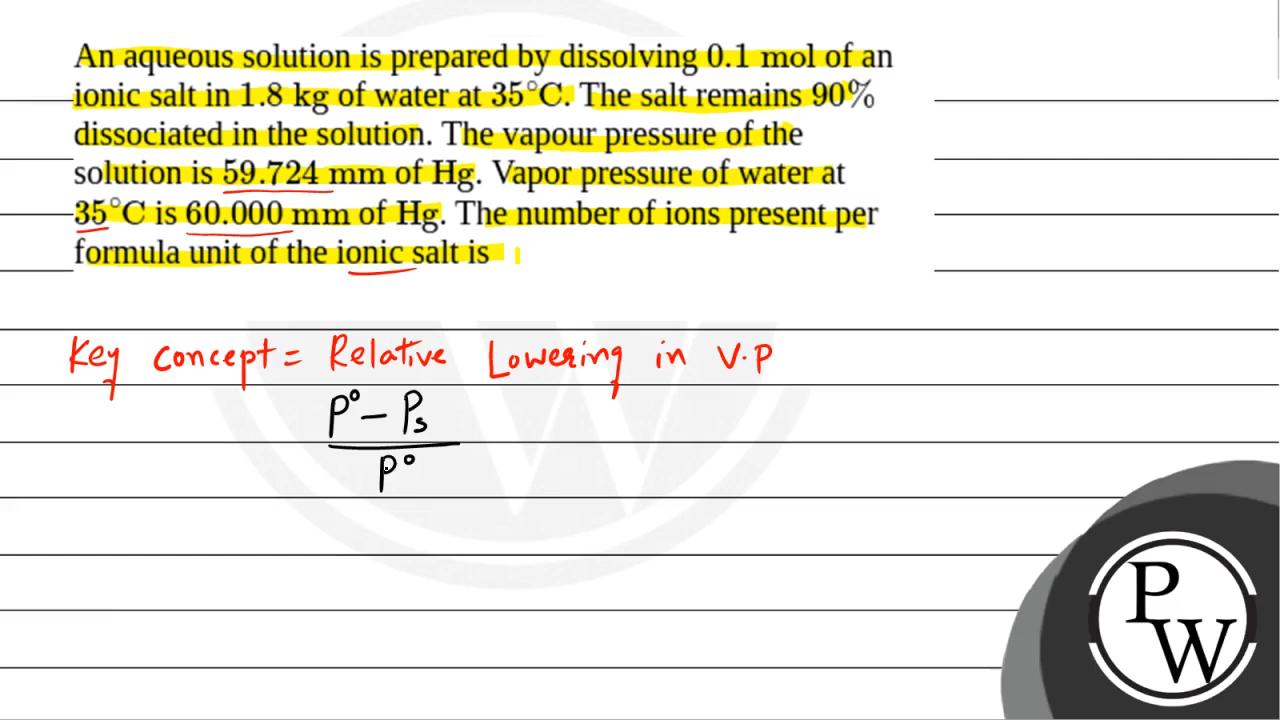 An aqueous solution is prepared by dissolving 0.1 mol of an
ionic salt in 1.8 kg of water at 35°C. The salt remains 90%
dissociated in the solution. The vapour pressure of the
solution is 59.724 mm of Hg. Vapor pressure of water at
35°C is 60.000 mm of Hg. The number of ions present per
formula unit of the ionic salt is
Key concept = Relative Lowering in V.P
P° - Ps
P°
P
W